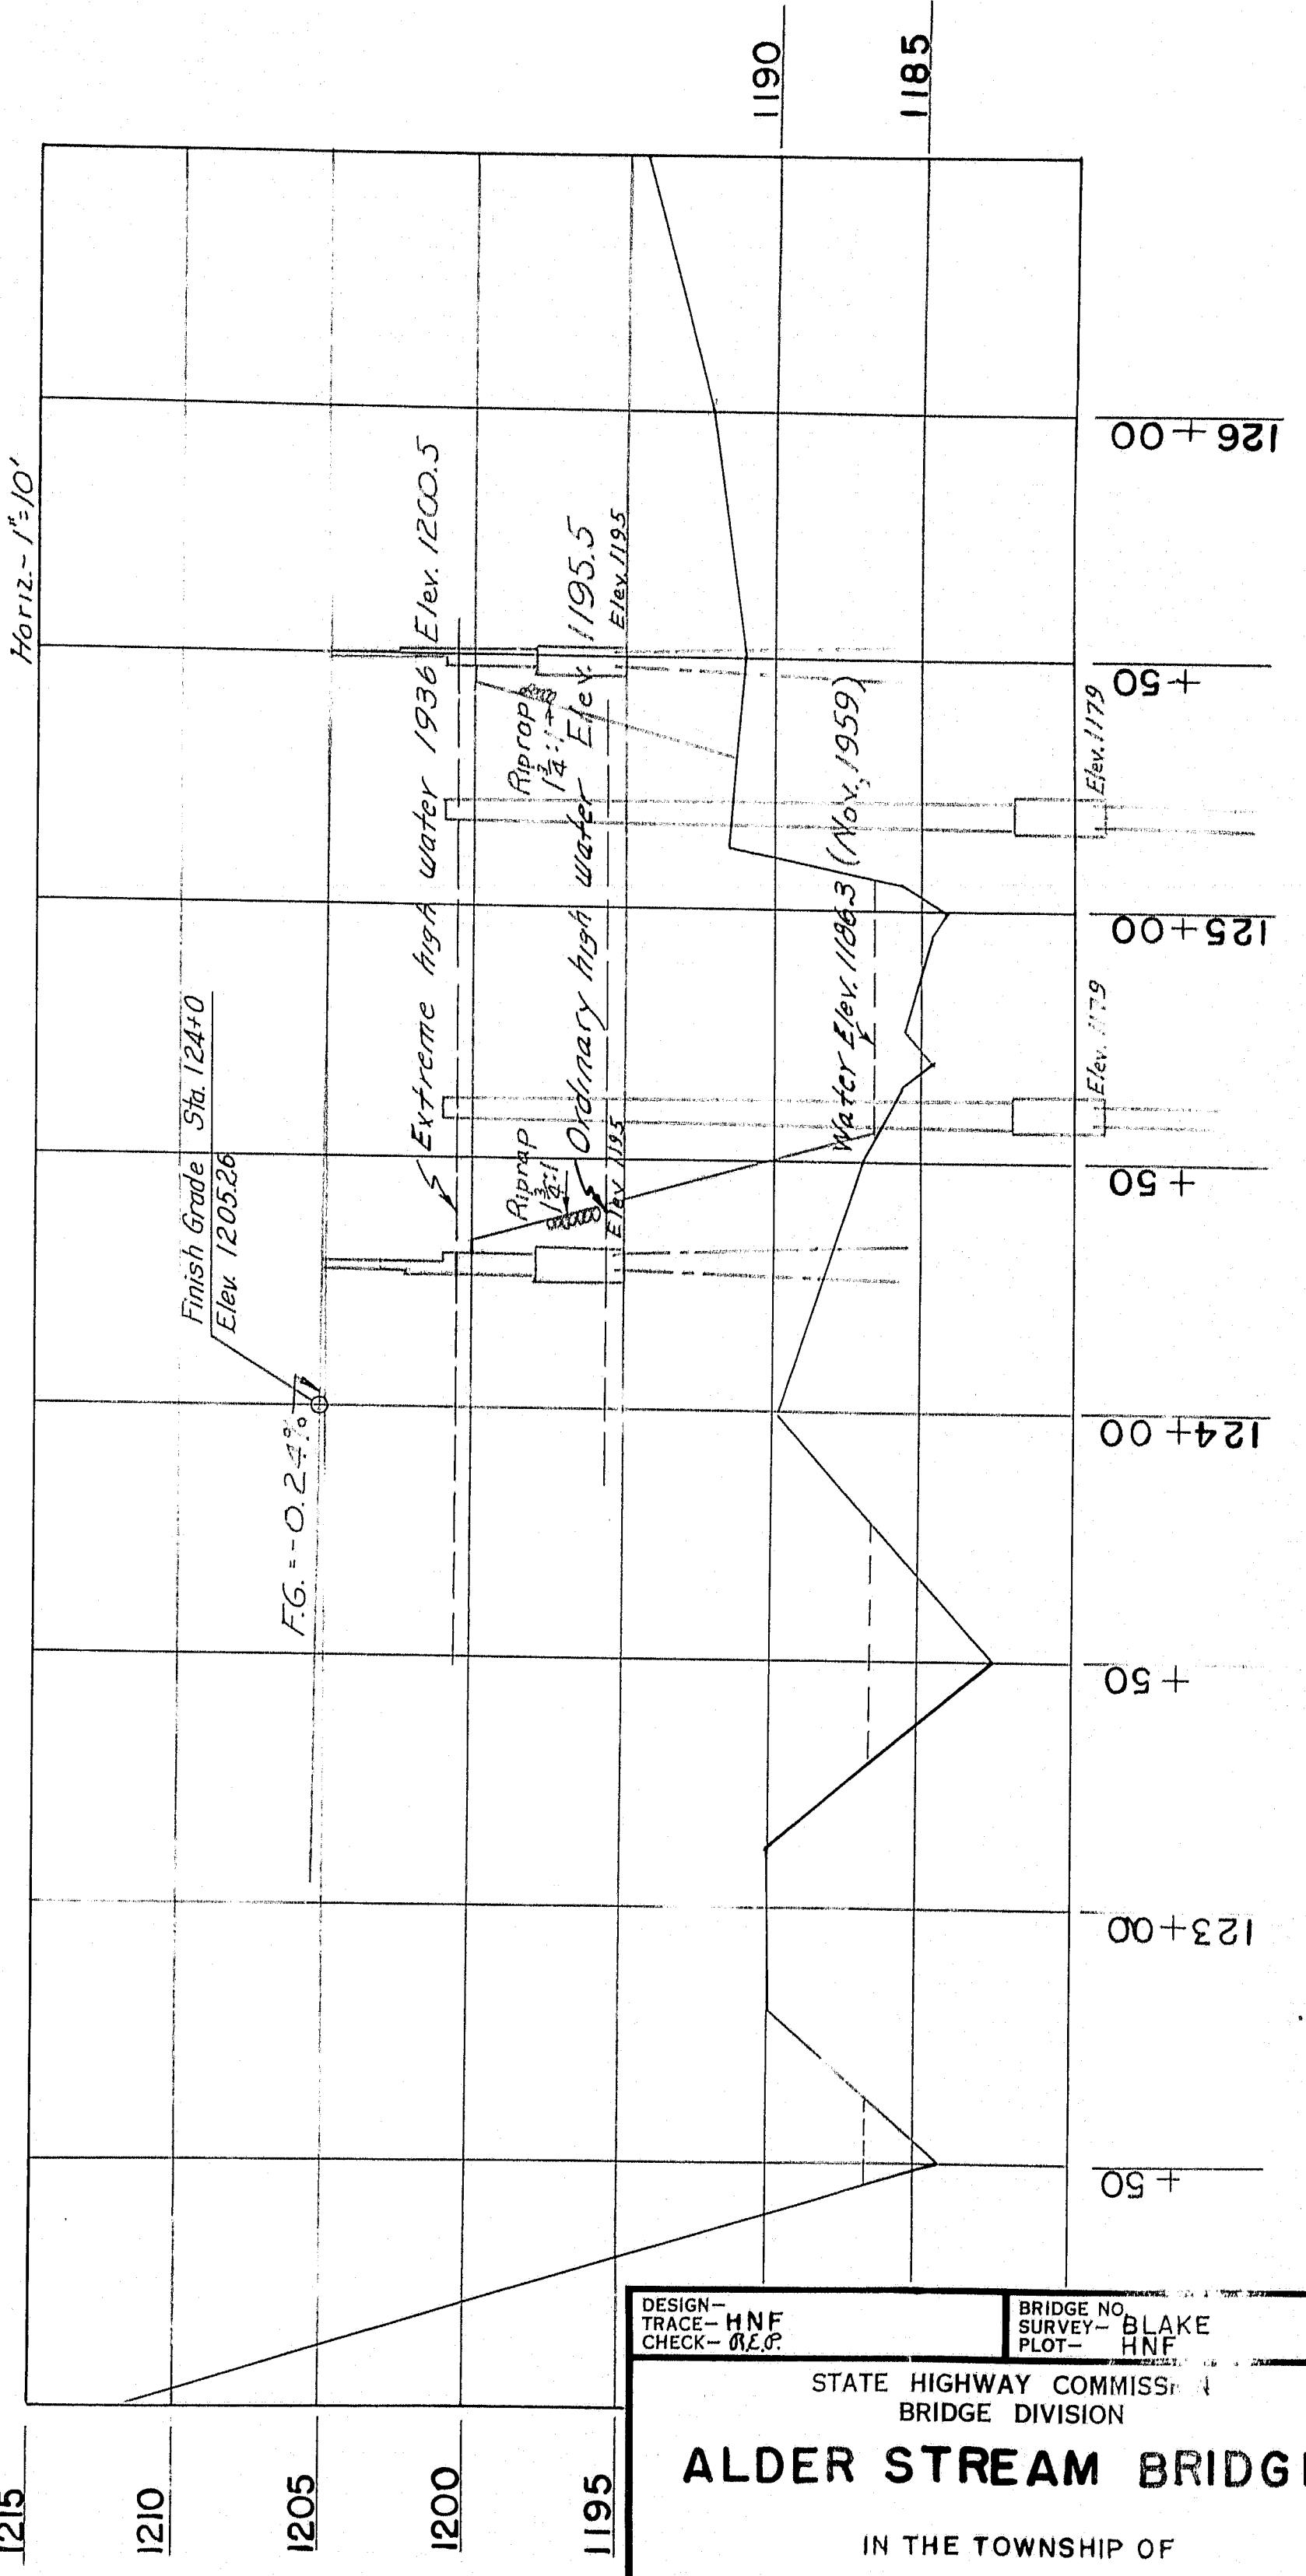 Horiz.- 1"=10'
1190
1185
Finish Grade Sta. 124+0
Elev. 1205.26
F.G. = -0.24%
Extreme high water 1936 Elev. 1200.5
Riprap
1 3/4:1
Ordinary high water Elev. 1195.5
Elev. 1195
Riprap
1 3/4:1
Elev 1195
Water Elev. 1186.3 (Nov., 1959)
Elev. 1179
Elev. 1179
126+00
+50
125+00
+50
124+00
+50
123+00
+50
1215
1210
1205
1200
1195
DESIGN-
TRACE- HNF
CHECK- R.E.P.
BRIDGE NO.
SURVEY- BLAKE
PLOT- HNF
STATE HIGHWAY COMMISSI N
BRIDGE DIVISION
ALDER STREAM BRIDG
IN THE TOWNSHIP OF